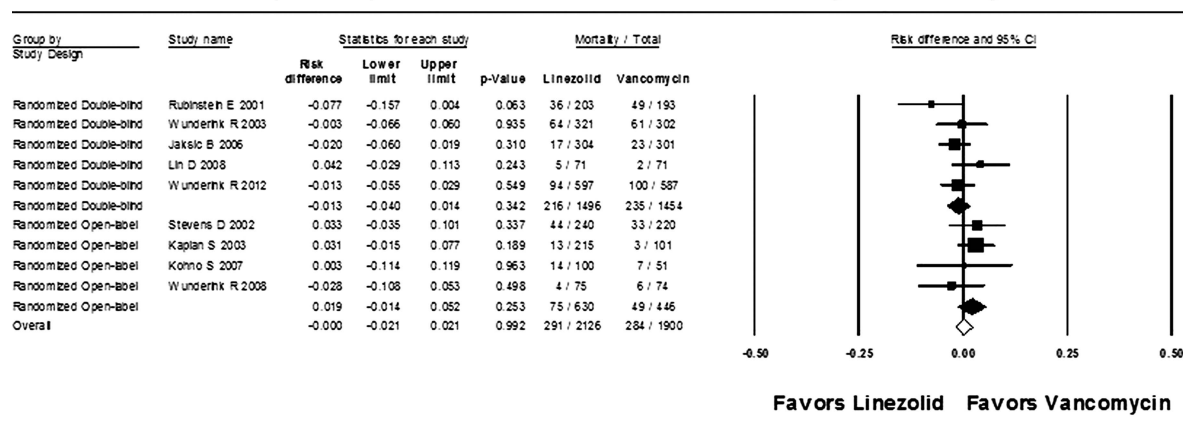 Group by Study name Statistics for each study Mortality / Total Risk difference and 95% CI
Study Design
Risk Lower Upper
difference limit limit p-Value Linezolid Vancomycin
Randomized Double-blind Rubinstein E 2001 -0.077 -0.157 0.004 0.063 36 / 203 49 / 193
Randomized Double-blind Wunderink R 2003 -0.003 -0.066 0.060 0.935 64 / 321 61 / 302
Randomized Double-blind Jaksic B 2006 -0.020 -0.060 0.019 0.310 17 / 304 23 / 301
Randomized Double-blind Lin D 2008 0.042 -0.029 0.113 0.243 5 / 71 2 / 71
Randomized Double-blind Wunderink R 2012 -0.013 -0.055 0.029 0.549 94 / 597 100 / 587
Randomized Double-blind -0.013 -0.040 0.014 0.342 216 / 1496 235 / 1454
Randomized Open-label Stevens D 2002 0.033 -0.035 0.101 0.337 44 / 240 33 / 220
Randomized Open-label Kaplan S 2003 0.031 -0.015 0.077 0.189 13 / 215 3 / 101
Randomized Open-label Kohno S 2007 0.003 -0.114 0.119 0.963 14 / 100 7 / 51
Randomized Open-label Wunderink R 2008 -0.028 -0.108 0.053 0.498 4 / 75 6 / 74
Randomized Open-label 0.019 -0.014 0.052 0.253 75 / 630 49 / 446
Overall -0.000 -0.021 0.021 0.992 291 / 2126 284 / 1900
-0.50 -0.25 0.00 0.25 0.50
Favors Linezolid Favors Vancomycin